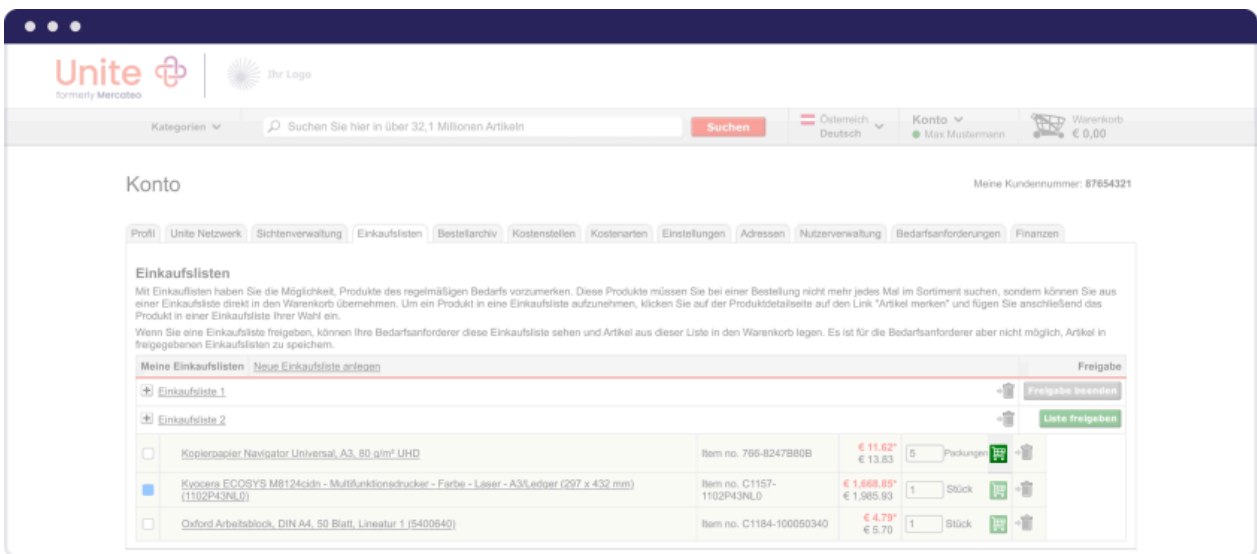 Unite
formerly Mercateo
Ihr Logo
Kategorien
Suchen Sie hier in über 32,1 Millionen Artikeln
Suchen
Österreich
Deutsch
Konto
Max Mustermann
Warenkorb
€ 0,00
Konto
Meine Kundennummer: 87654321
Profil Unite Netzwerk Sichtenverwaltung Einkaufslisten Bestellarchiv Kostenstellen Kostenarten Einstellungen Adressen Nutzerverwaltung Bedarfsanforderungen Finanzen
Einkaufslisten
Mit Einkauflisten haben Sie die Möglichkeit, Produkte des regelmäßigen Bedarfs vorzumerken. Diese Produkte müssen Sie bei einer Bestellung nicht mehr jedes Mal im Sortiment suchen, sondern können Sie aus
einer Einkaufsliste direkt in den Warenkorb übernehmen. Um ein Produkt in eine Einkaufsliste aufzunehmen, klicken Sie auf der Produktdetailseite auf den Link "Artikel merken" und fügen Sie anschließend das
Produkt in einer Einkaufsliste Ihrer Wahl ein.
Wenn Sie eine Einkaufsliste freigeben, können Ihre Bedarfsanforderer diese Einkaufsliste sehen und Artikel aus dieser Liste in den Warenkorb legen. Es ist für die Bedarfsanforderer aber nicht möglich, Artikel in
freigegebenen Einkaufslisten zu speichern.
Meine Einkaufslisten Neue Einkaufsliste anlegen Freigabe
Einkaufsliste 1 Freigabe beenden
Einkaufsliste 2 Liste freigeben
Kopierpapier Navigator Universal, A3, 80 g/m² UHD
Item no. 766-8247B80B
€ 11.62*
€ 13.83
5 Packungen
Kyocera ECOSYS M8124cidn - Multifunktionsdrucker - Farbe - Laser - A3/Ledger (297 x 432 mm)
(1102P43NL0)
Item no. C1157-
1102P43NL0
€ 1,668.85*
€ 1,985.93
1 Stück
Oxford Arbeitsblock, DIN A4, 50 Blatt, Lineatur 1 (5400640)
Item no. C1184-100050340
€ 4.79*
€ 5.70
1 Stück